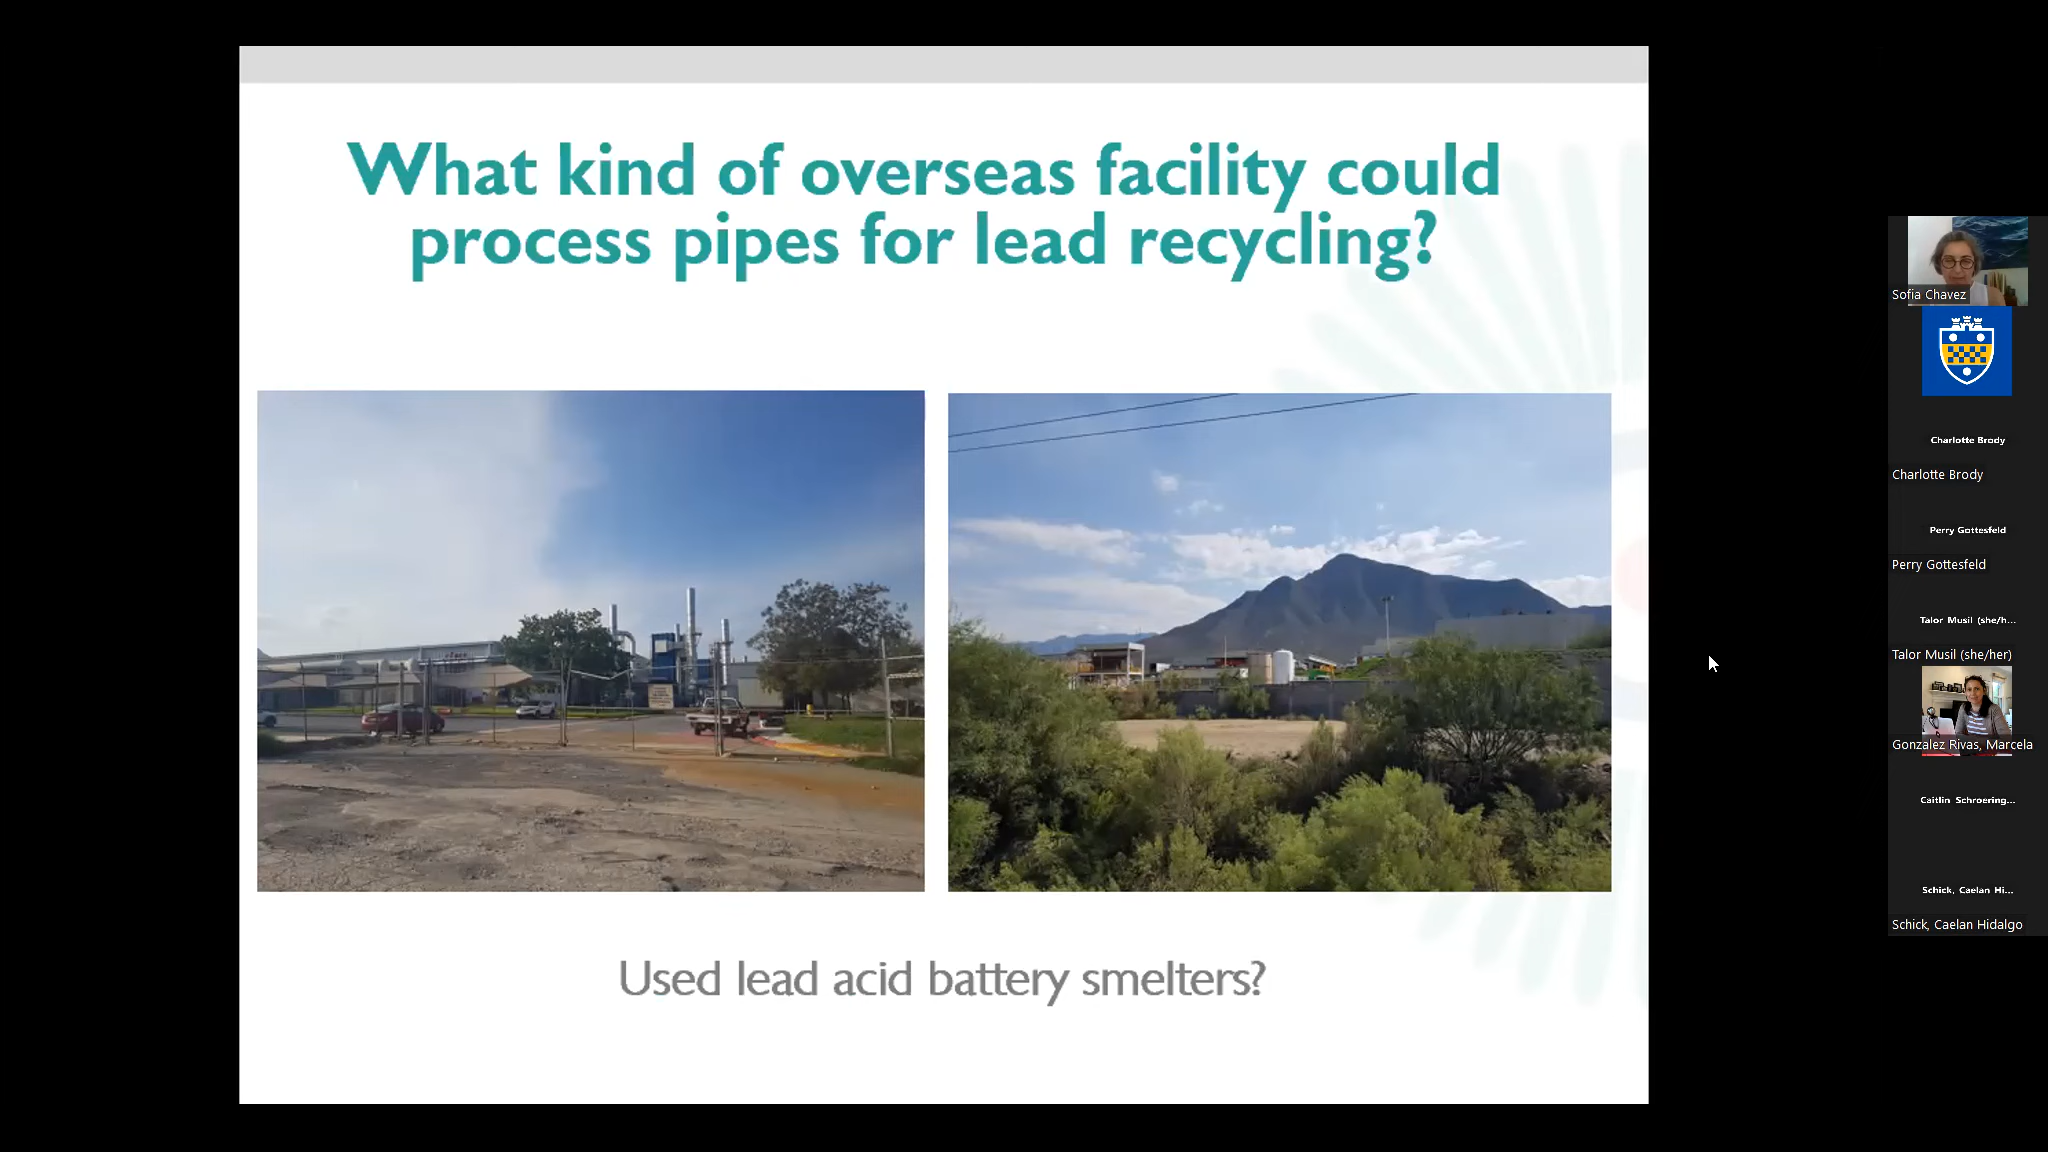 What kind of overseas facility could
process pipes for lead recycling?
Used lead acid battery smelters?
Sofia Chavez
Charlotte Brody
Charlotte Brody
Perry Gottesfeld
Perry Gottesfeld
Talor Musil (she/h...
Talor Musil (she/her)
Gonzalez Rivas, Marcela
Caitlin Schroering...
Schick, Caelan Hi...
Schick, Caelan Hidalgo